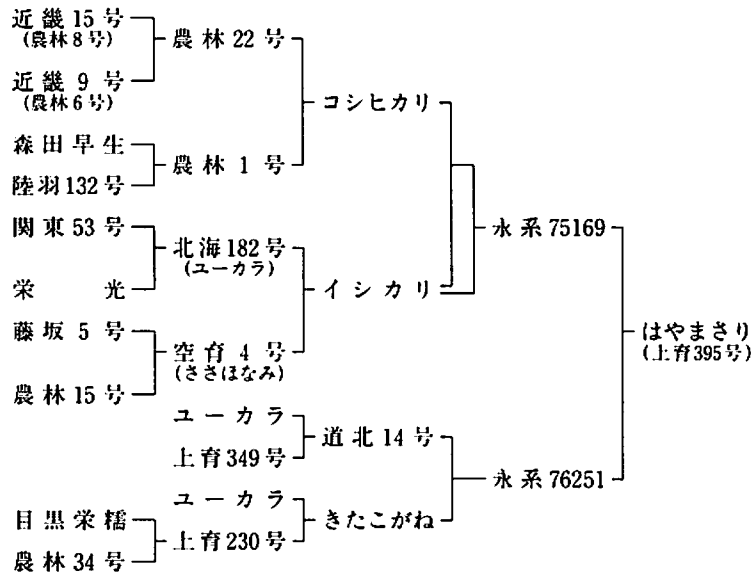 近畿15号
(農林8号)
農林22号
近畿9号
(農林6号)
コシヒカリ
森田早生
農林1号
陸羽132号
関東53号
永系75169
北海182号
(ユーカラ)
栄光
イシカリ
藤坂5号
はやまさり
(上育395号)
空育4号
(ささほなみ)
農林15号
ユーカラ
道北14号
上育349号
永系76251
ユーカラ
目黒栄糯
きたこがね
上育230号
農林34号